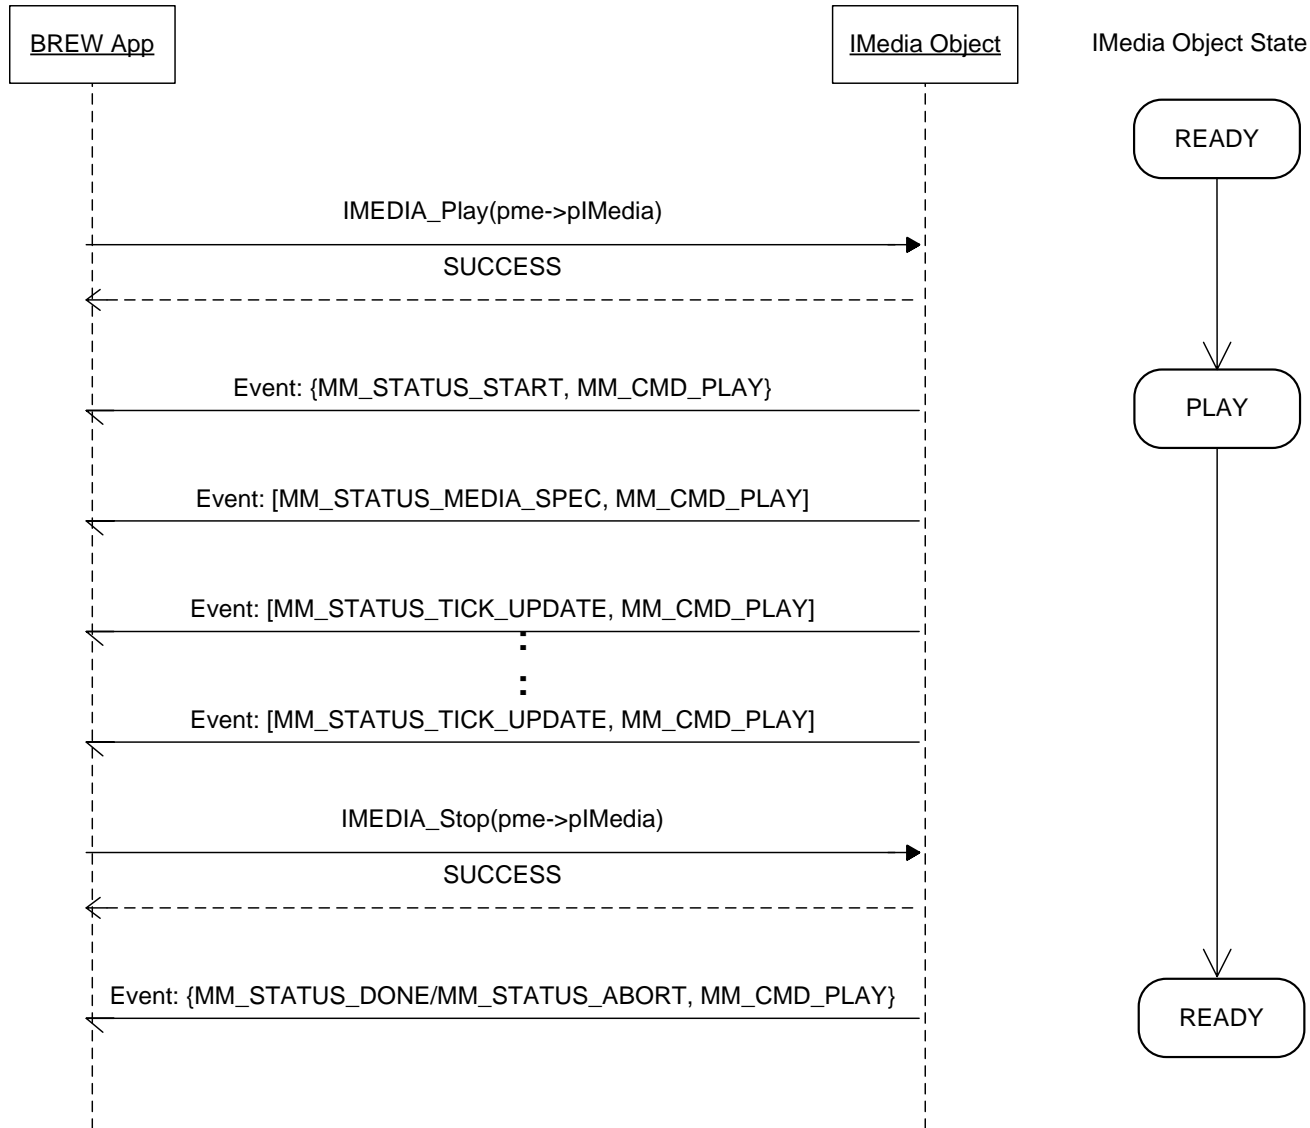 BREW App
IMedia Object
IMedia Object State
READY
IMEDIA_Play(pme->pIMedia)
SUCCESS
Event: {MM_STATUS_START, MM_CMD_PLAY}
PLAY
Event: [MM_STATUS_MEDIA_SPEC, MM_CMD_PLAY]
Event: [MM_STATUS_TICK_UPDATE, MM_CMD_PLAY]
Event: [MM_STATUS_TICK_UPDATE, MM_CMD_PLAY]
IMEDIA_Stop(pme->pIMedia)
SUCCESS
Event: {MM_STATUS_DONE/MM_STATUS_ABORT, MM_CMD_PLAY}
READY